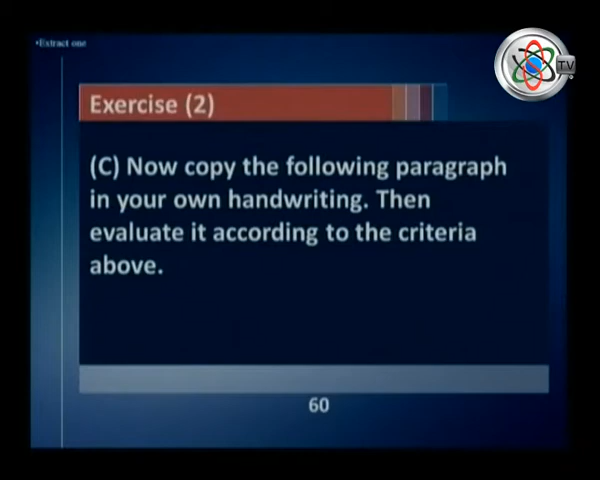 •Extract one
TV
Exercise (2)
(C) Now copy the following paragraph
in your own handwriting. Then
evaluate it according to the criteria
above.
60